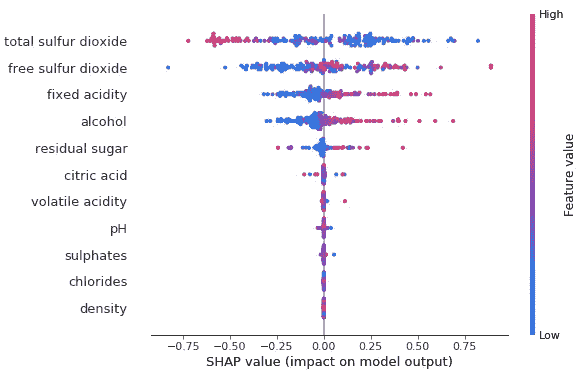 High
total sulfur dioxide
free sulfur dioxide
fixed acidity
alcohol
residual sugar
citric acid
volatile acidity
pH
sulphates
chlorides
density
Feature value
Low
−0.75 −0.50 −0.25 0.00 0.25 0.50 0.75
SHAP value (impact on model output)